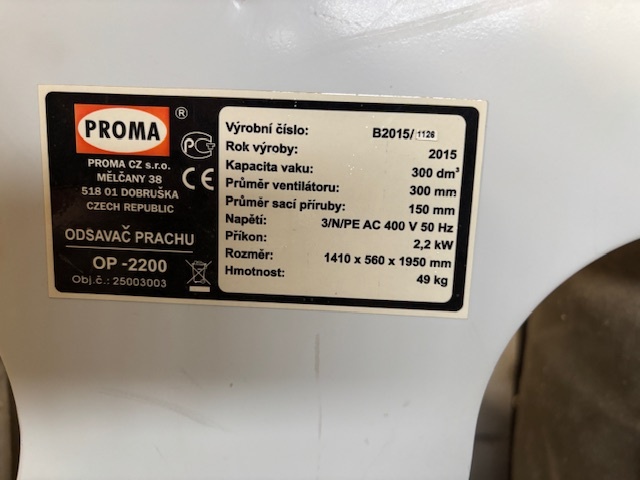 PROMA ®
PROMA CZ s.r.o.
MĚLČANY 38
518 01 DOBRUŠKA
CZECH REPUBLIC
CE
ODSAVAČ PRACHU
OP -2200
Obj.č.: 25003003
Výrobní číslo: B2015/ 1126
Rok výroby: 2015
Kapacita vaku: 300 dm³
Průměr ventilátoru: 300 mm
Průměr sací příruby: 150 mm
Napětí: 3/N/PE AC 400 V 50 Hz
Příkon: 2,2 kW
Rozměr: 1410 x 560 x 1950 mm
Hmotnost: 49 kg